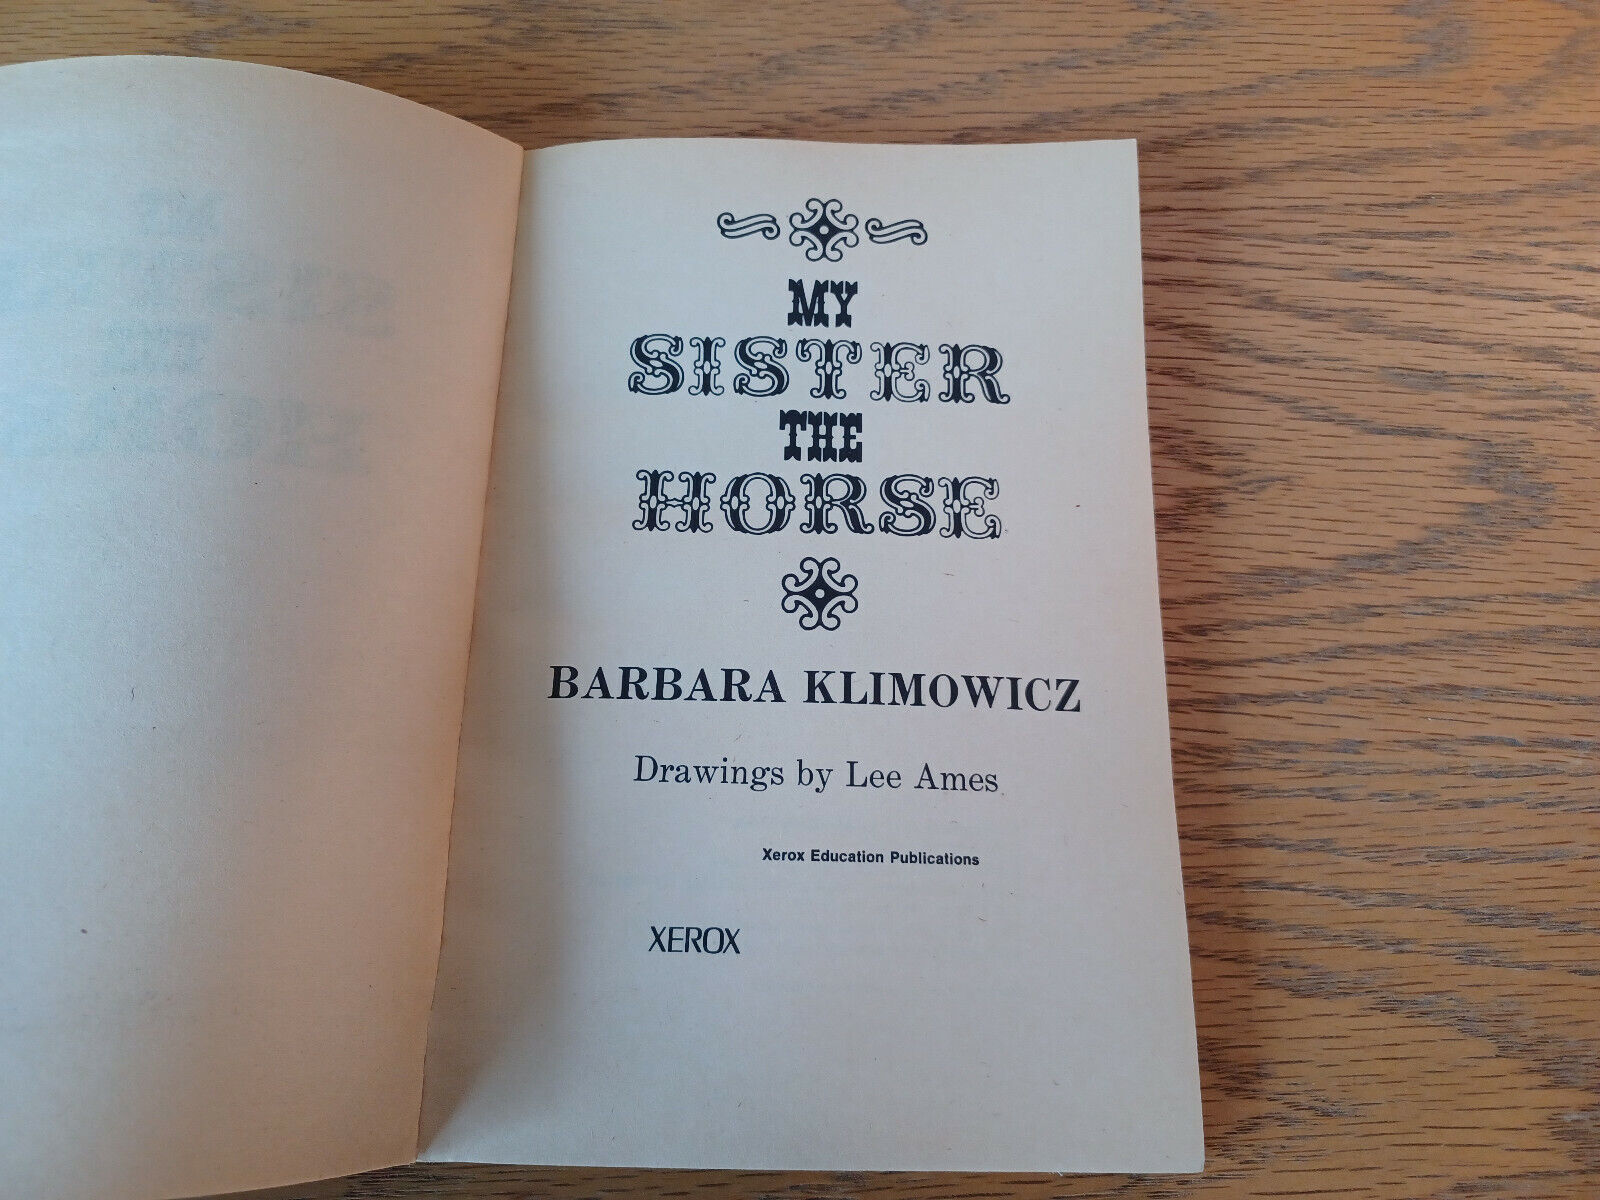 MY
SISTER
THE
HORSE
BARBARA KLIMOWICZ
Drawings by Lee Ames
Xerox Education Publications
XEROX